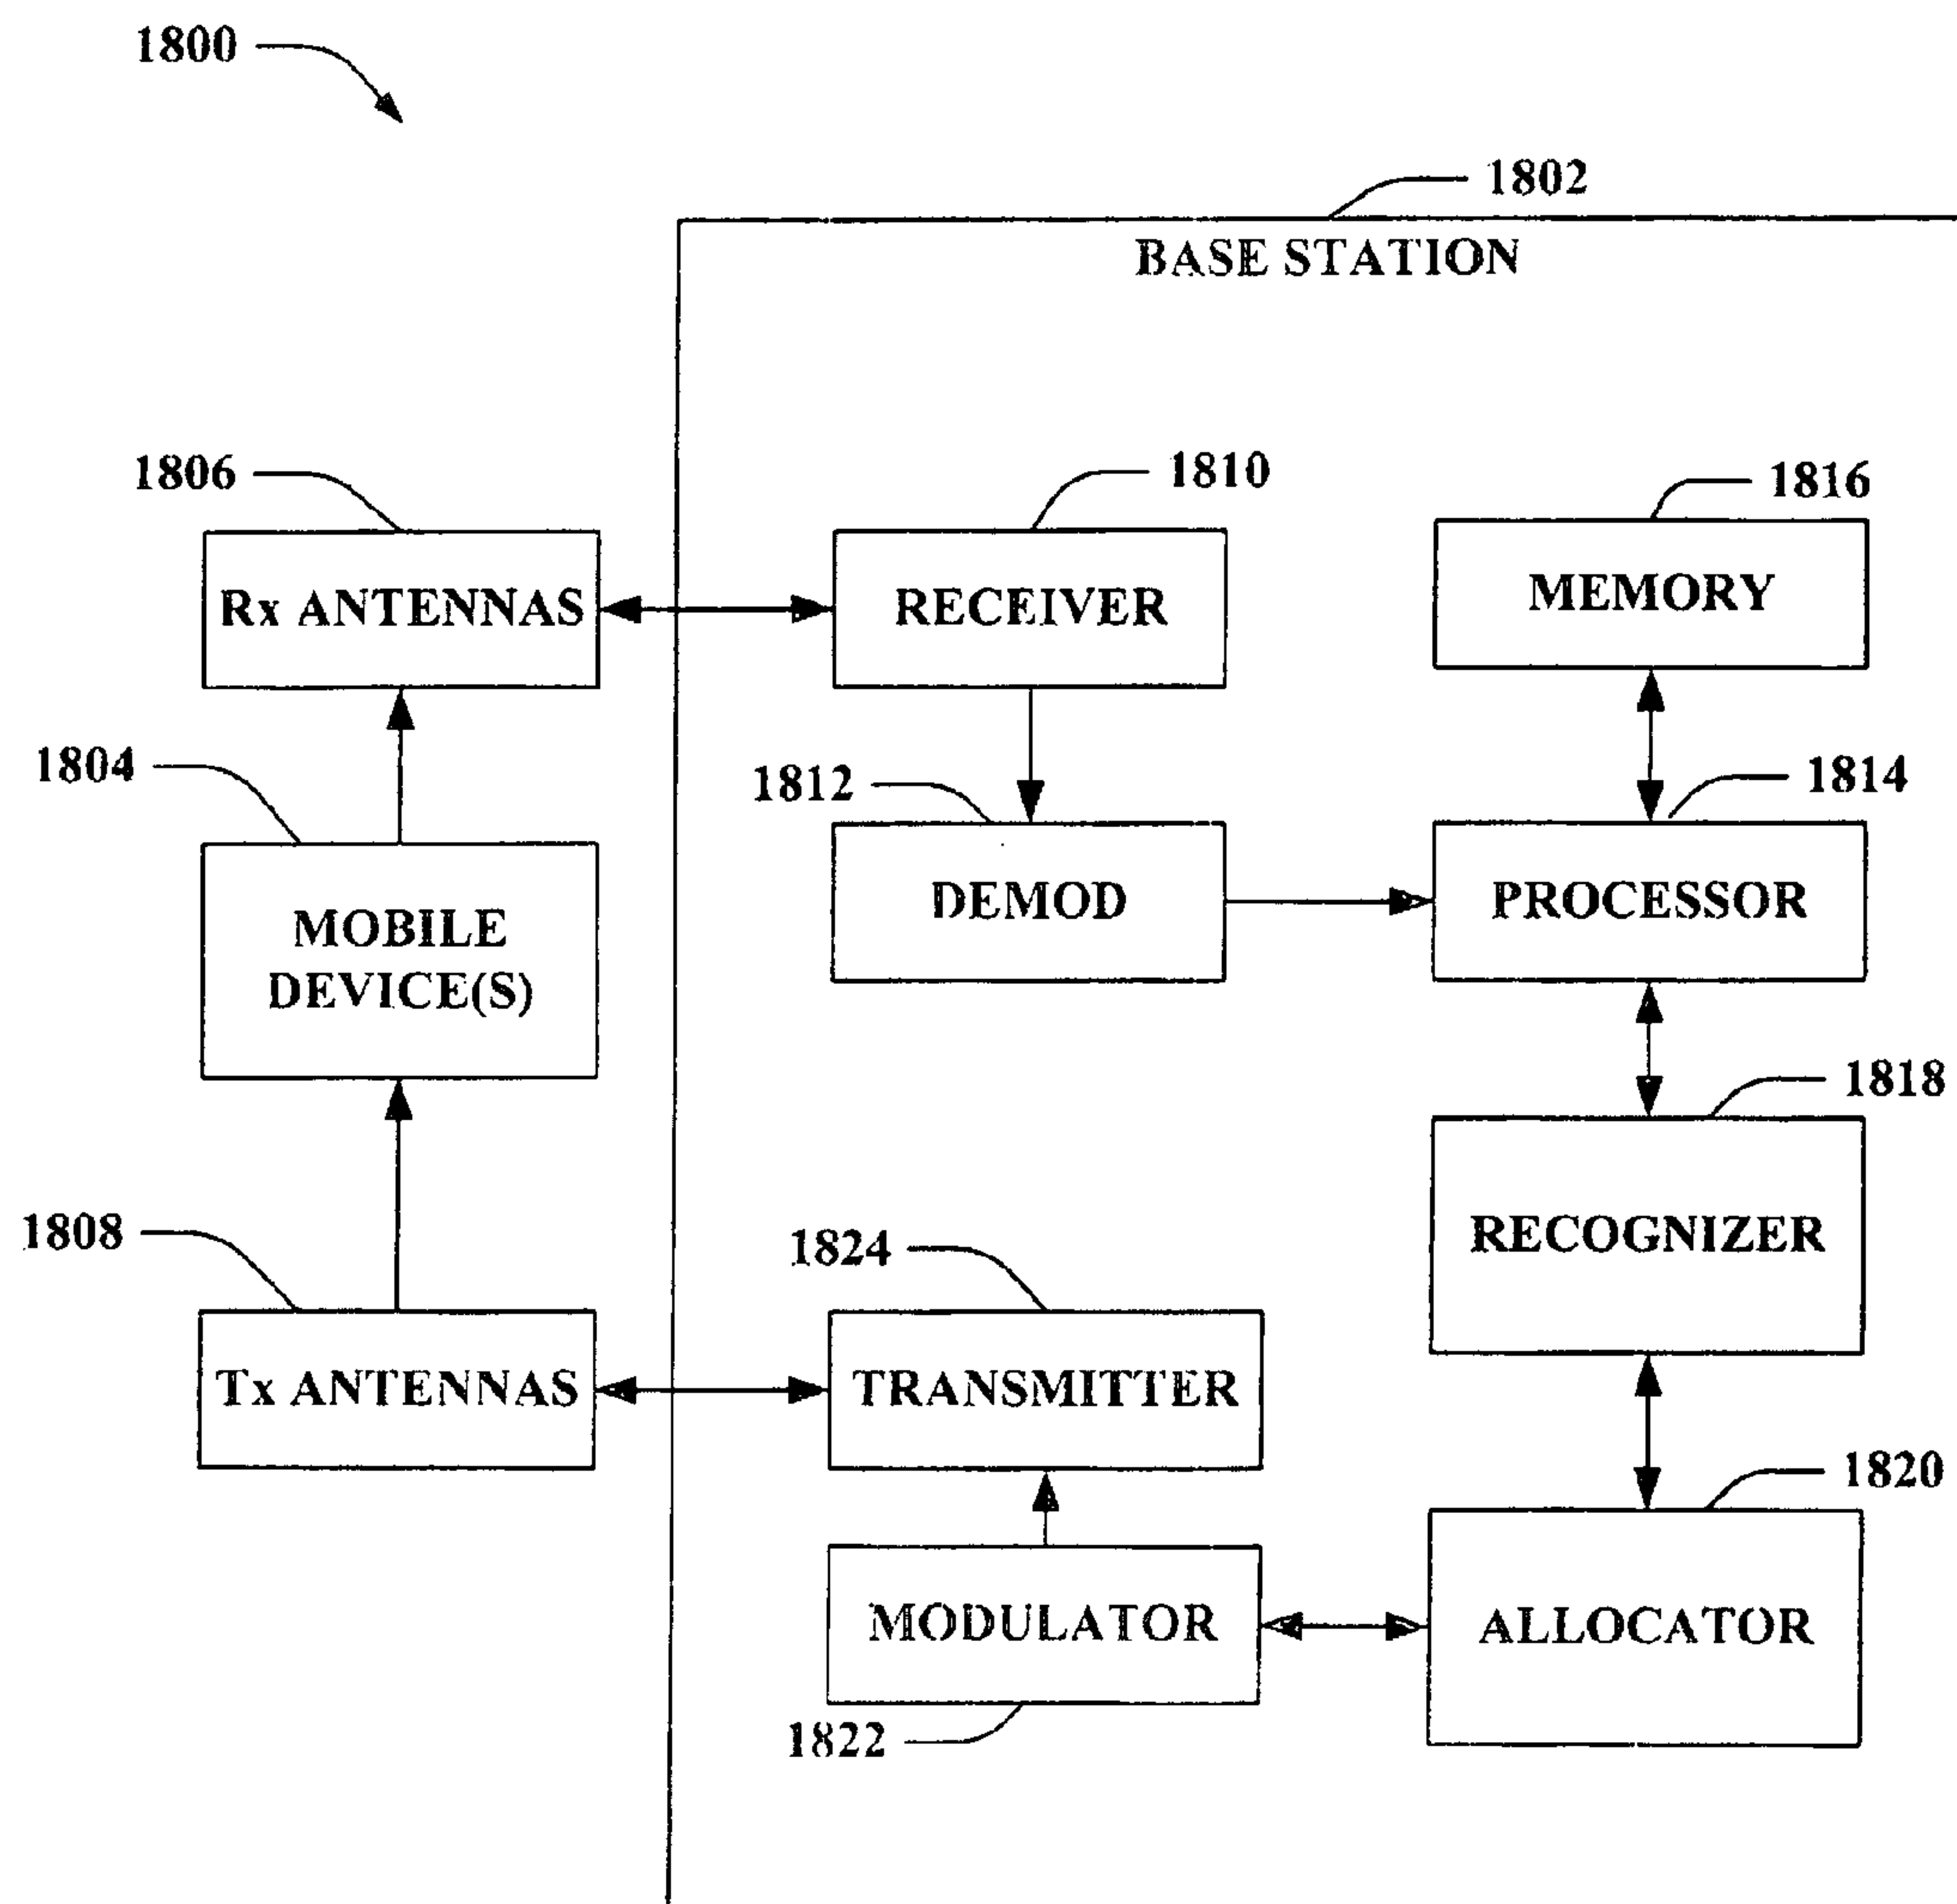 1800
1802
BASE STATION
1806
1810
1816
Rx ANTENNAS
RECEIVER
MEMORY
1804
1812
1814
MOBILE
DEVICE(S)
DEMOD
PROCESSOR
1818
1808
1824
RECOGNIZER
Tx ANTENNAS
TRANSMITTER
1820
MODULATOR
ALLOCATOR
1822